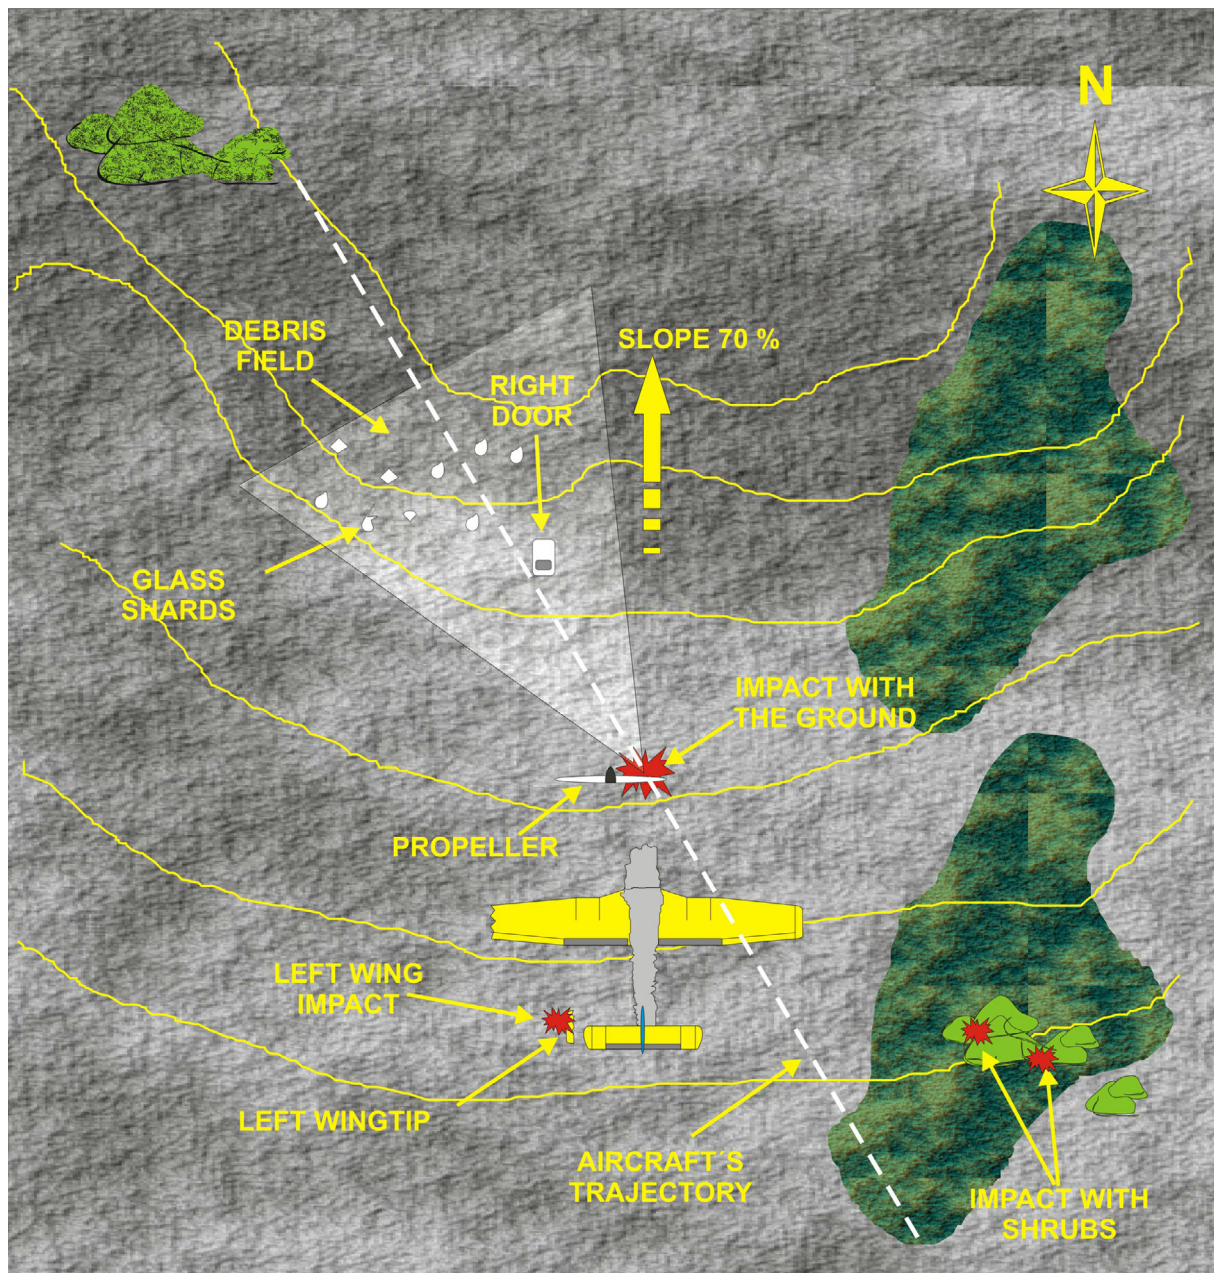 N
DEBRIS
FIELD
SLOPE 70 %
RIGHT
DOOR
GLASS
SHARDS
IMPACT WITH
THE GROUND
PROPELLER
LEFT WING
IMPACT
LEFT WINGTIP
AIRCRAFT´S
TRAJECTORY
IMPACT WITH
SHRUBS